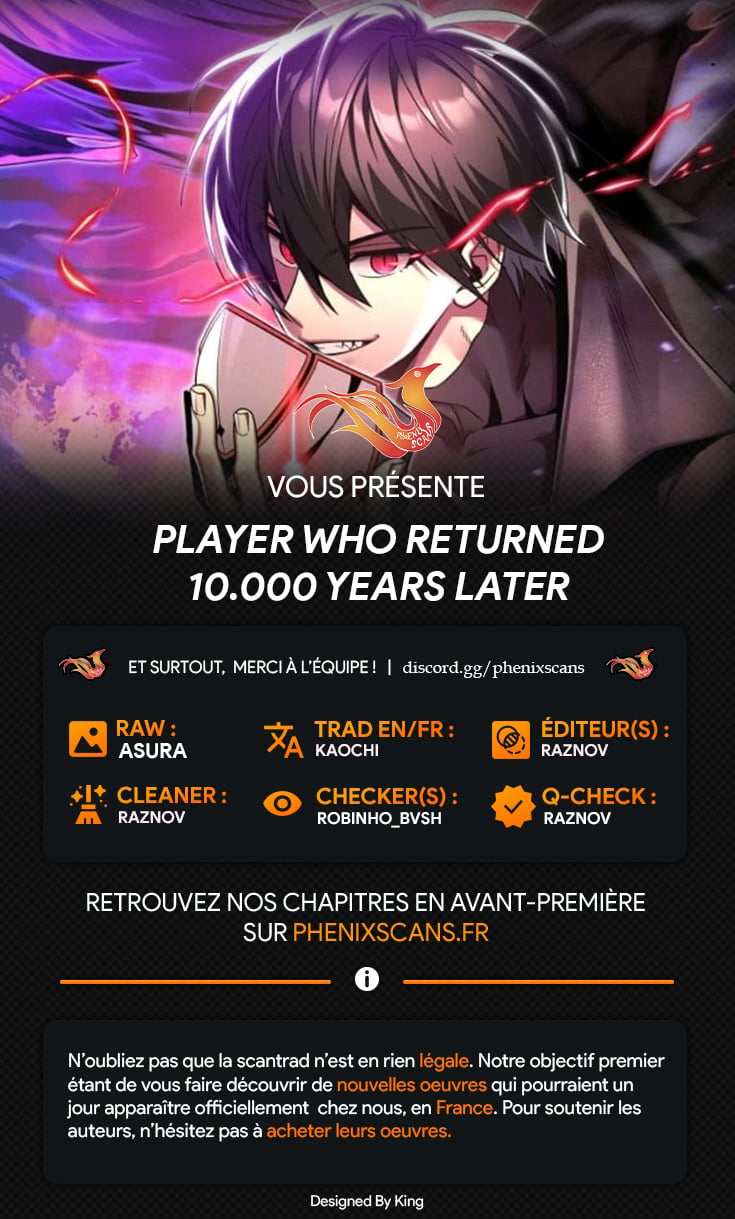 PHENIX
SCANS
VOUS PRÉSENTE
PLAYER WHO RETURNED
10.000 YEARS LATER
ET SURTOUT, MERCI À L'ÉQUIPE ! | discord.gg/phenixscans
RAW :
ASURA
TRAD EN/FR :
KAOCHI
ÉDITEUR(S) :
RAZNOV
CLEANER :
RAZNOV
CHECKER(S) :
ROBINHO_BVSH
Q-CHECK :
RAZNOV
RETROUVEZ NOS CHAPITRES EN AVANT-PREMIÈRE
SUR PHENIXSCANS.FR
N'oubliez pas que la scantrad n'est en rien légale. Notre objectif premier
étant de vous faire découvrir de nouvelles oeuvres qui pourraient un
jour apparaître officiellement chez nous, en France. Pour soutenir les
auteurs, n'hésitez pas à acheter leurs oeuvres.
Designed By King